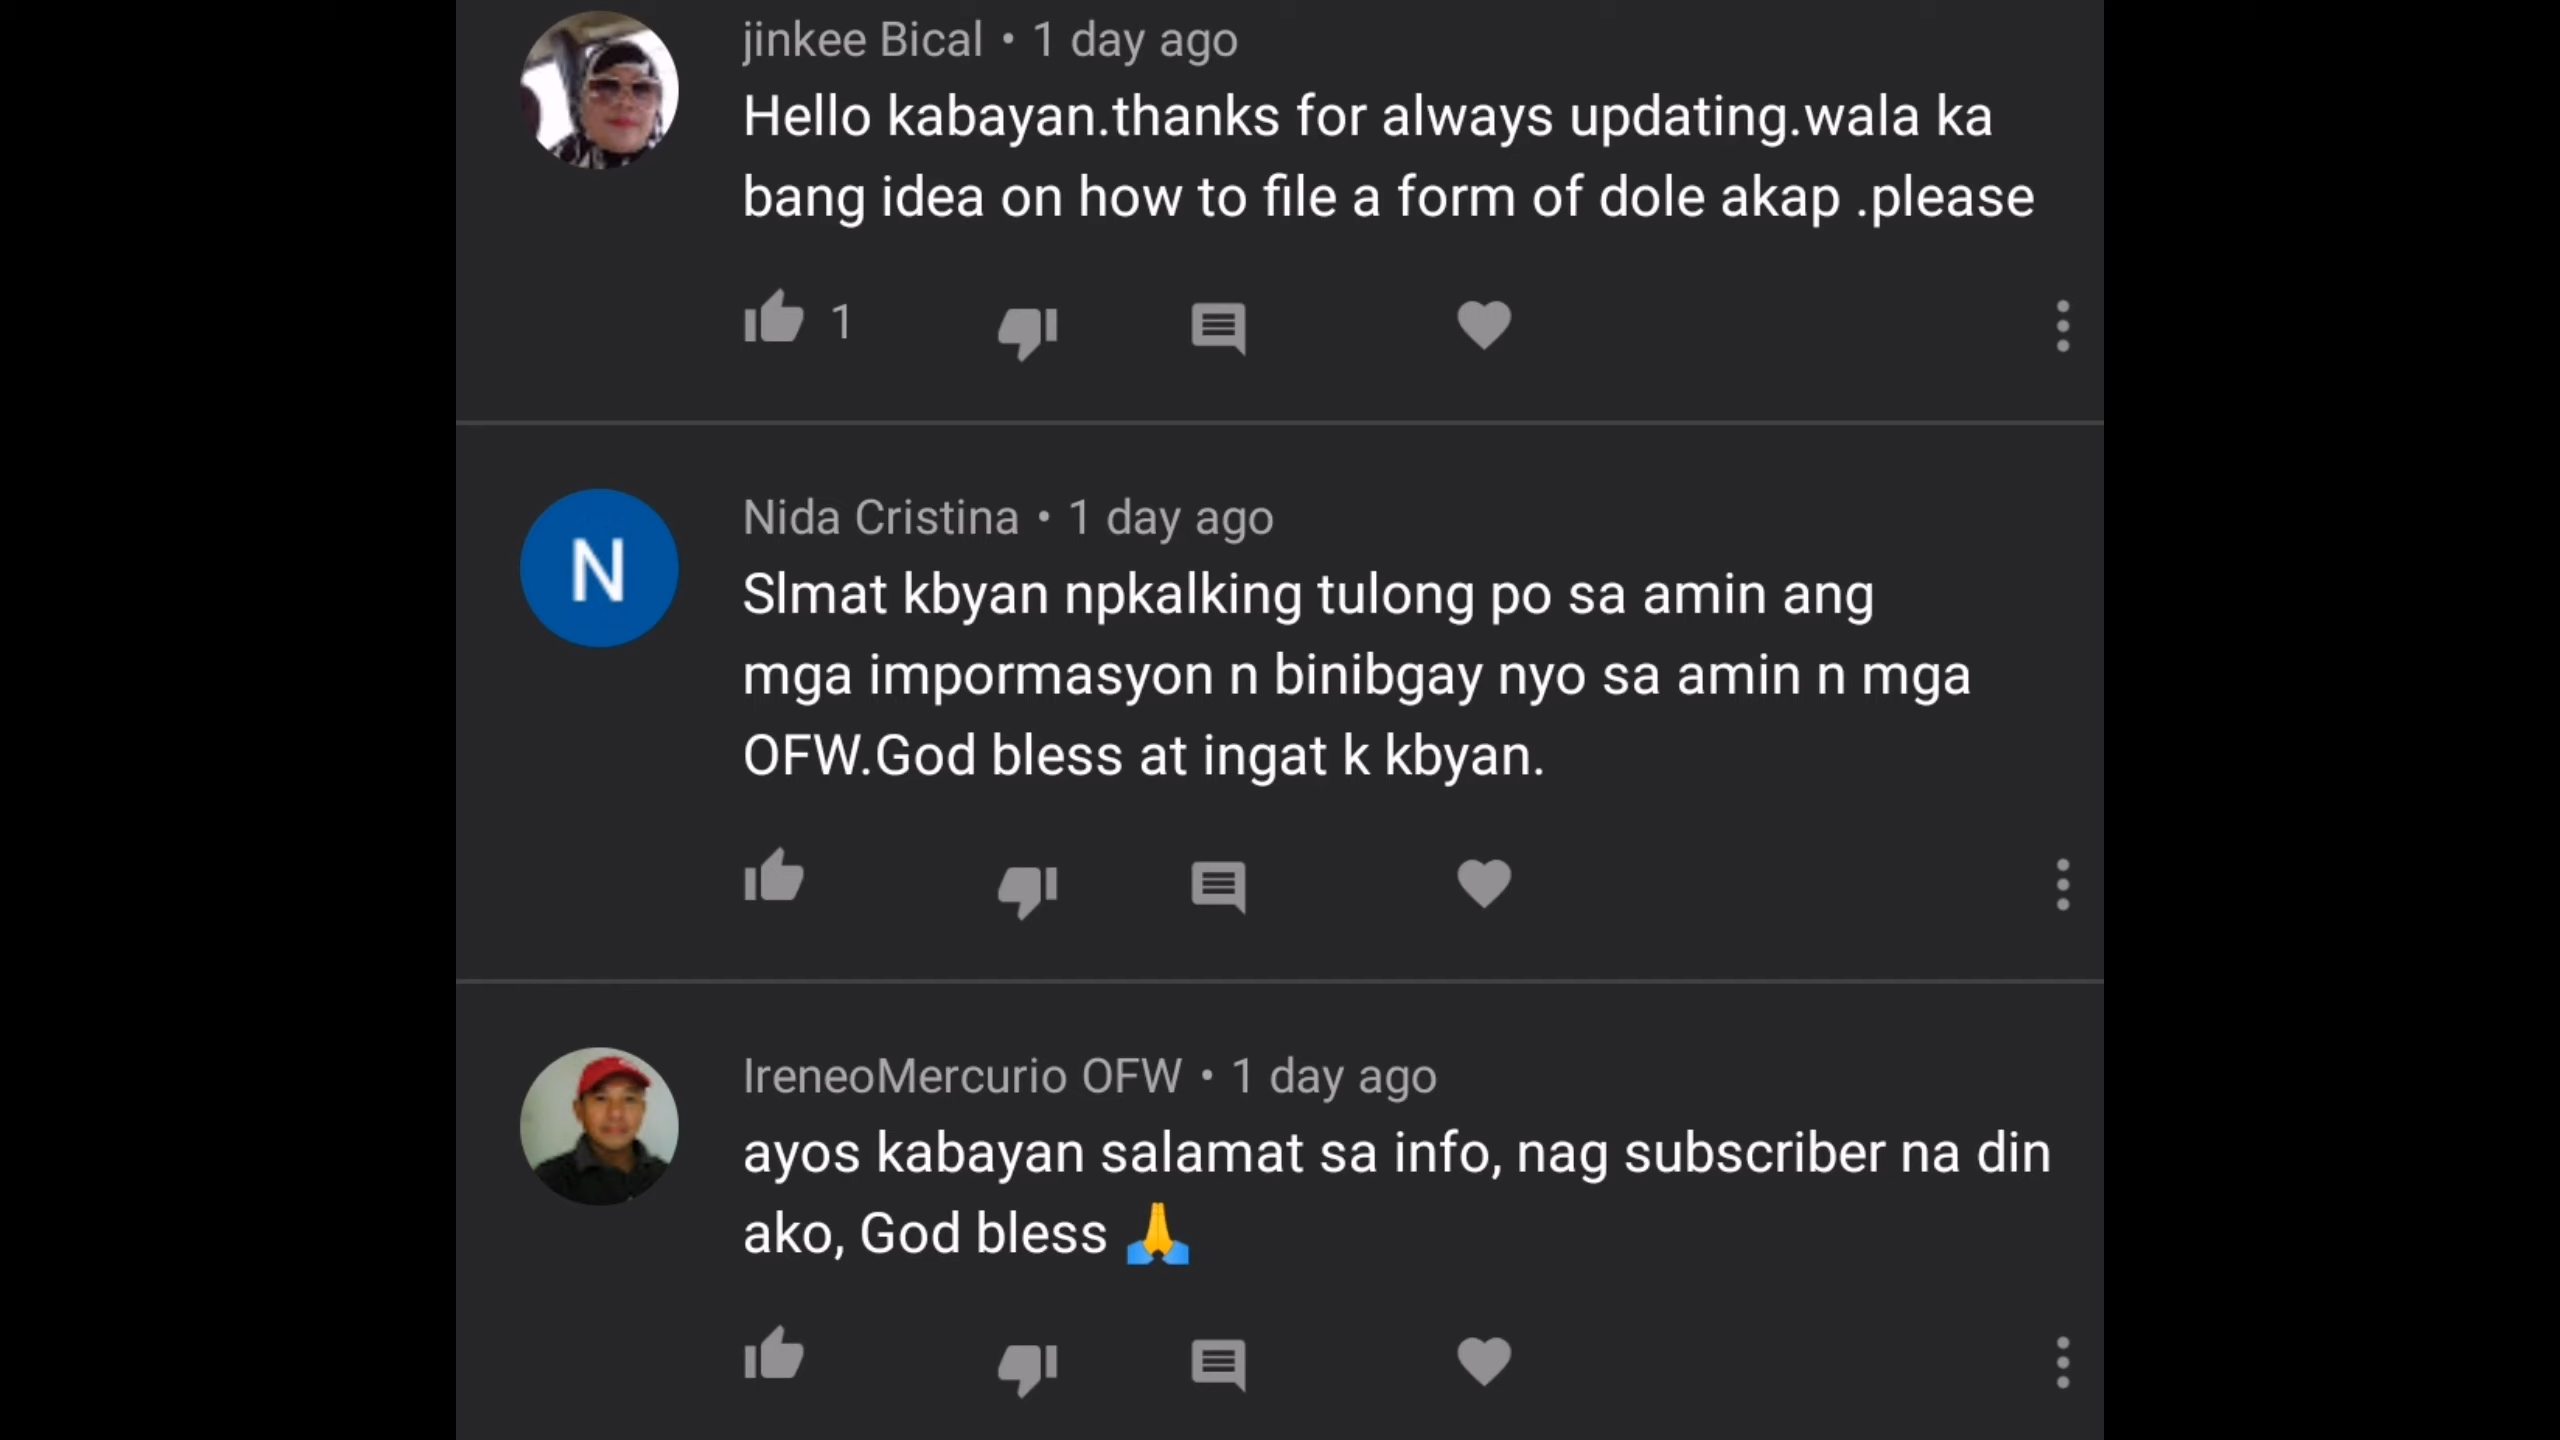 jinkee Bical • 1 day ago
Hello kabayan.thanks for always updating.wala ka
bang idea on how to file a form of dole akap .please
1
N
Nida Cristina • 1 day ago
Slmat kbyan npkalking tulong po sa amin ang
mga impormasyon n binibgay nyo sa amin n mga
OFW.God bless at ingat k kbyan.
IreneoMercurio OFW • 1 day ago
ayos kabayan salamat sa info, nag subscriber na din
ako, God bless 🙏